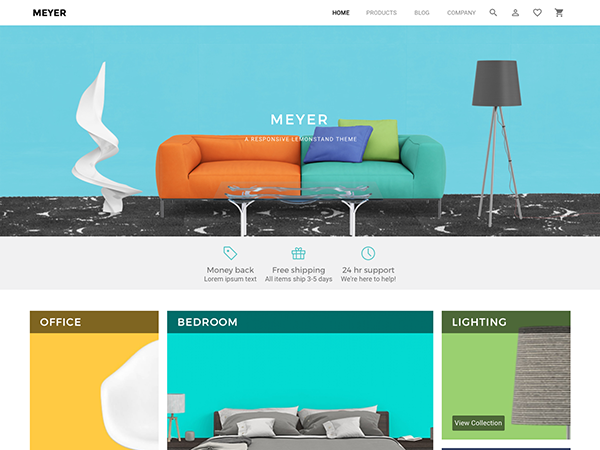 MEYER
HOME PRODUCTS BLOG COMPANY
MEYER
A RESPONSIVE LEMONSTAND THEME
Money back Free shipping 24 hr support
Lorem ipsum text All items ship 3-5 days We're here to help!
OFFICE BEDROOM LIGHTING
View Collection